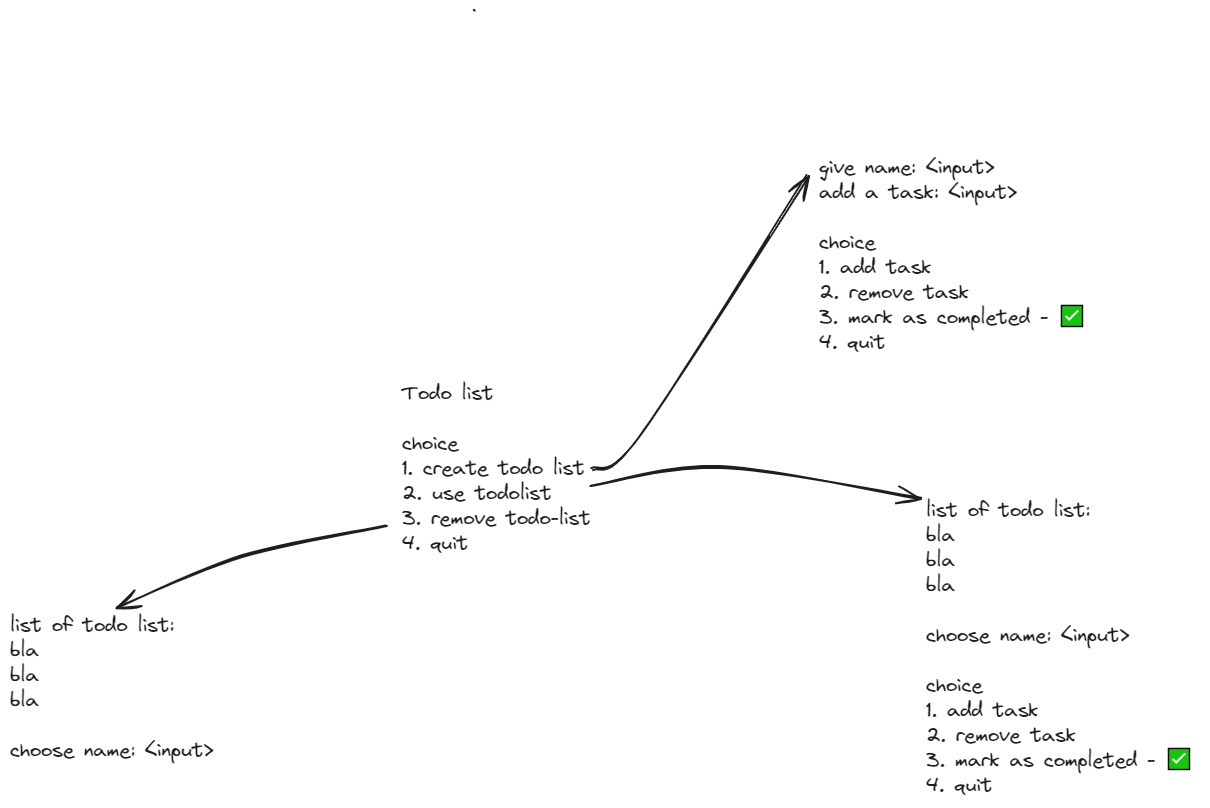 give name: <input>
add a task: <input>
choice
1. add task
2. remove task
3. mark as completed - ✅
4. quit
Todo list
choice
1. create todo list
2. use todolist
3. remove todo-list
4. quit
list of todo list:
bla
bla
bla
choose name: <input>
choice
1. add task
2. remove task
3. mark as completed - ✅
4. quit
list of todo list:
bla
bla
bla
choose name: <input>